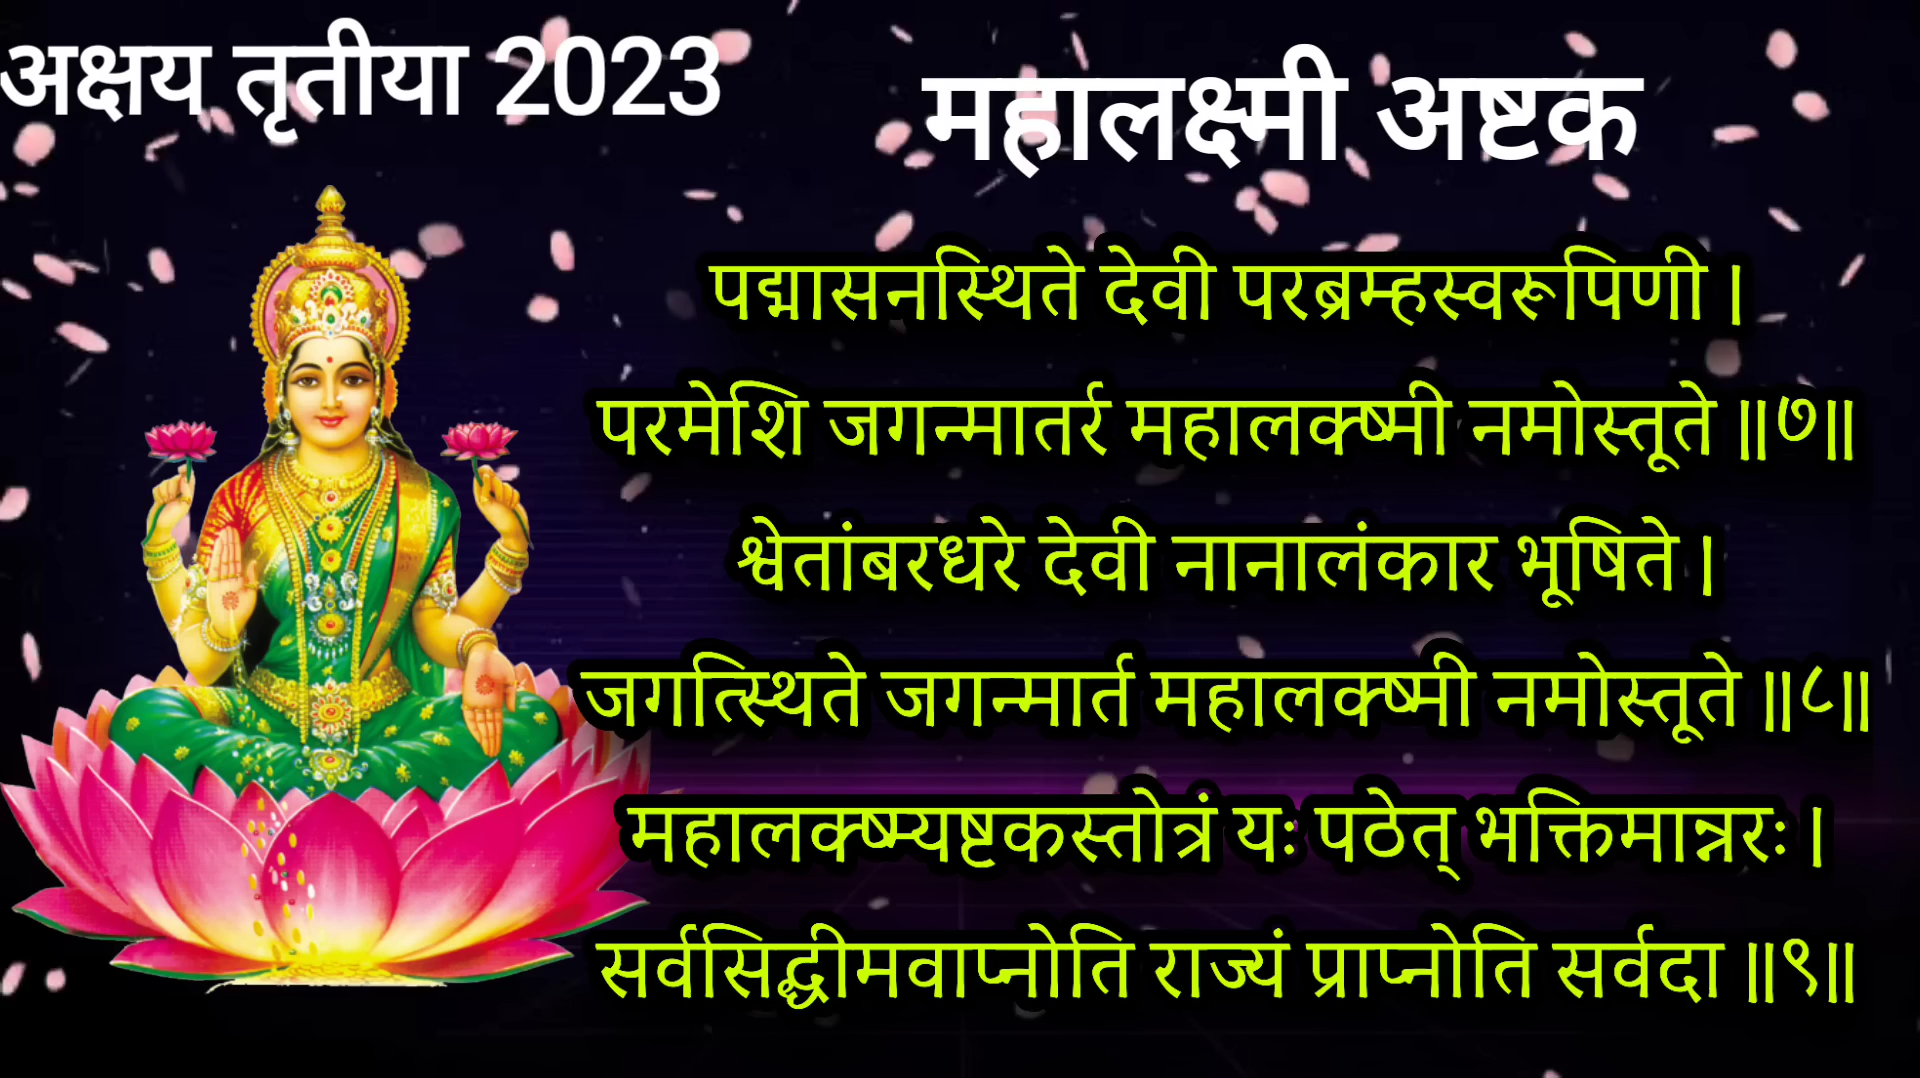 अक्षय तृतीया 2023
महालक्ष्मी अष्टक
पद्मासनस्थिते देवी परब्रम्हस्वरूपिणी ।
परमेशि जगन्मातर्र महालक्ष्मी नमोस्तूते ॥७॥
श्वेतांबरधरे देवी नानालंकार भूषिते ।
जगत्स्थिते जगन्मार्त महालक्ष्मी नमोस्तूते ॥८॥
महालक्ष्म्यष्टकस्तोत्रं यः पठेत् भक्तिमान्नरः ।
सर्वसिद्धीमवाप्नोति राज्यं प्राप्नोति सर्वदा ॥९॥